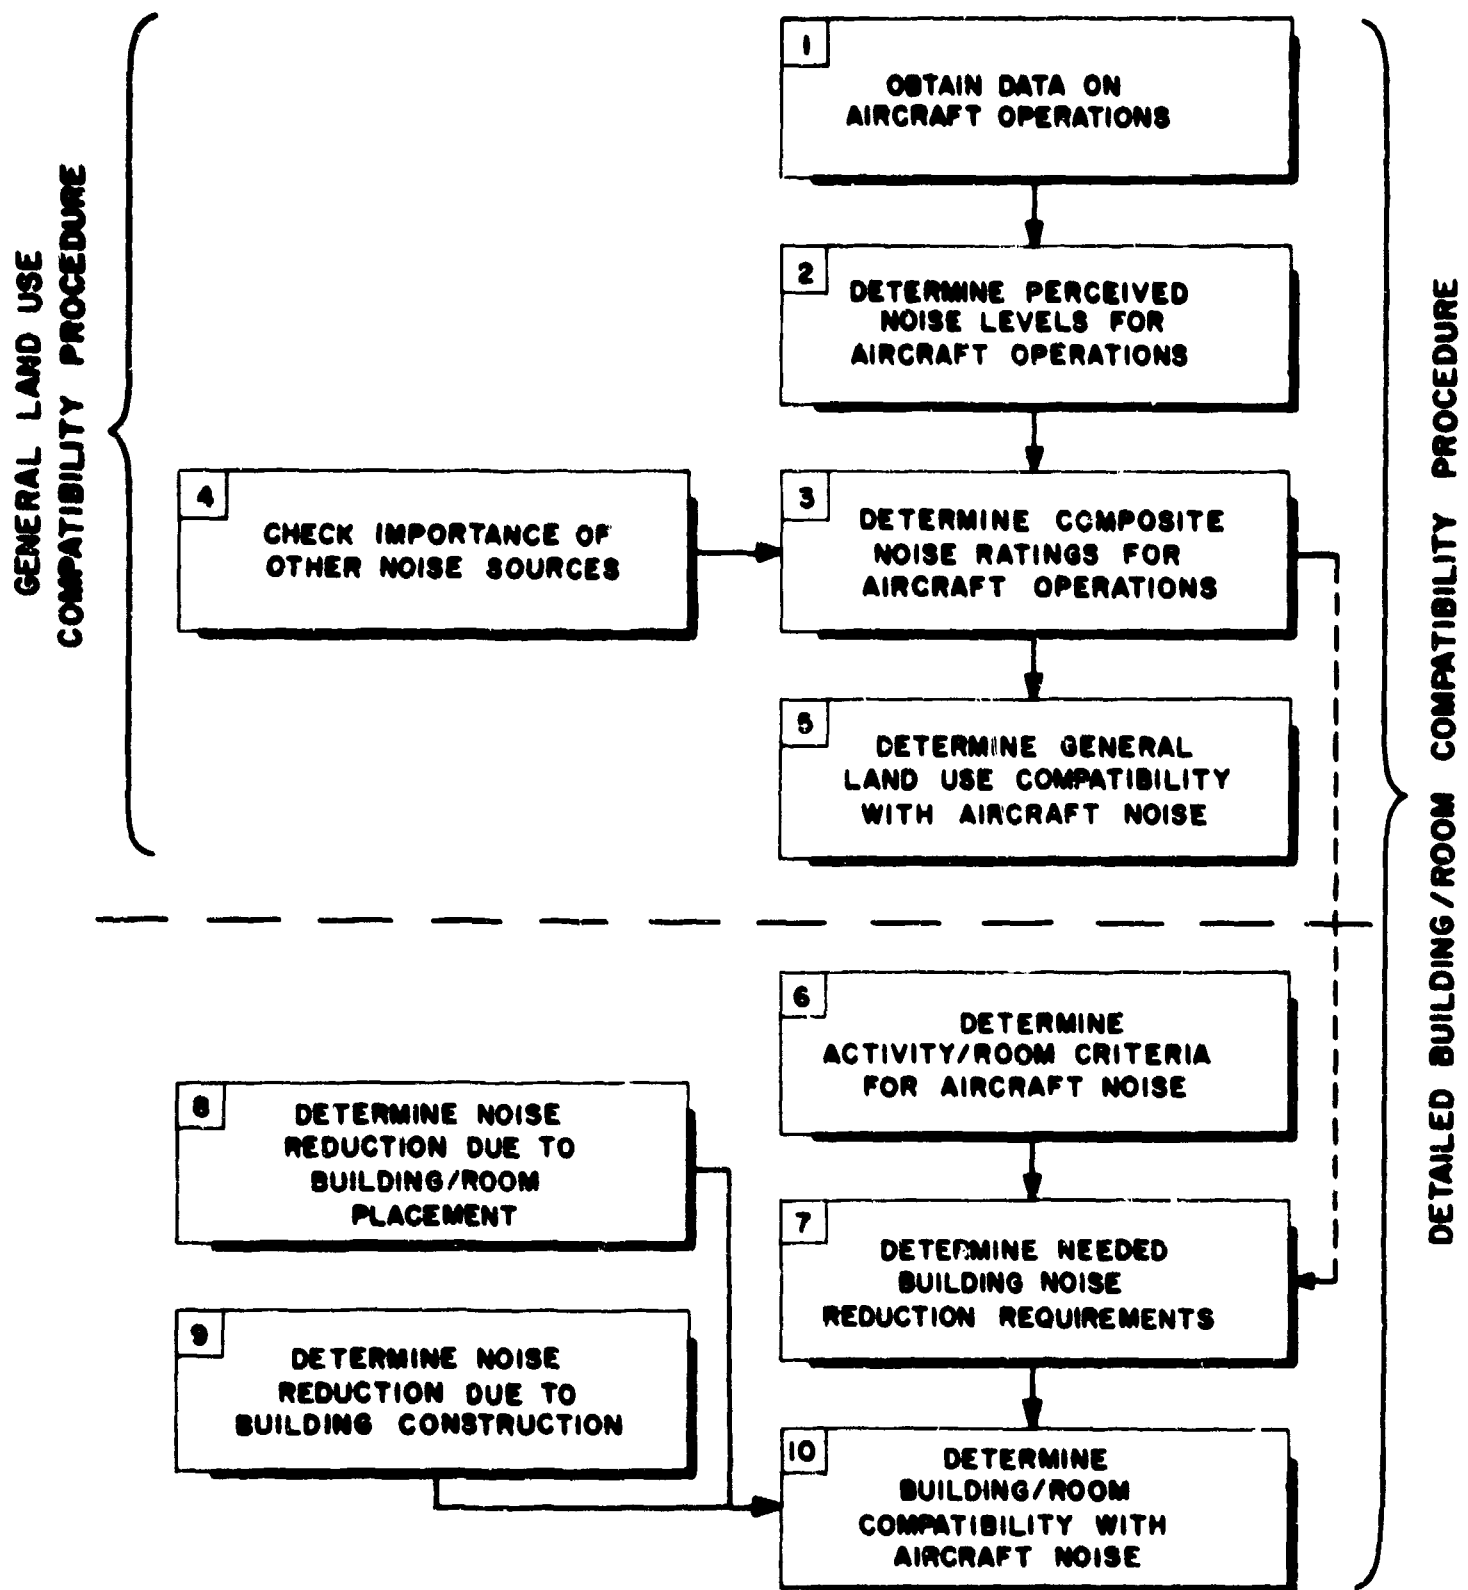 GENERAL LAND USE
COMPATIBILITY PROCEDURE
1
OBTAIN DATA ON
AIRCRAFT OPERATIONS
2
DETERMINE PERCEIVED
NOISE LEVELS FOR
AIRCRAFT OPERATIONS
4
CHECK IMPORTANCE OF
OTHER NOISE SOURCES
3
DETERMINE COMPOSITE
NOISE RATINGS FOR
AIRCRAFT OPERATIONS
5
DETERMINE GENERAL
LAND USE COMPATIBILITY
WITH AIRCRAFT NOISE
6
DETERMINE
ACTIVITY/ROOM CRITERIA
FOR AIRCRAFT NOISE
8
DETERMINE NOISE
REDUCTION DUE TO
BUILDING/ROOM
PLACEMENT
7
DETERMINE NEEDED
BUILDING NOISE
REDUCTION REQUIREMENTS
9
DETERMINE NOISE
REDUCTION DUE TO
BUILDING CONSTRUCTION
10
DETERMINE
BUILDING/ROOM
COMPATIBILITY WITH
AIRCRAFT NOISE
DETAILED BUILDING/ROOM COMPATIBILITY PROCEDURE